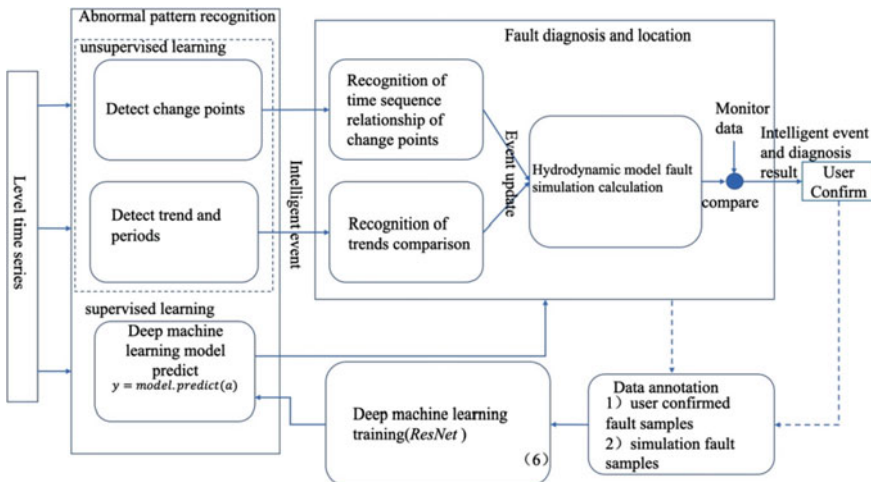 Abnormal pattern recognition
unsupervised learning
Detect change points
Detect trend and
periods
supervised learning
Deep machine
learning model
predict
y = model.predict(a)
Level time series
Intelligent event
Fault diagnosis and location
Recognition of
time sequence
relationship of
change points
Recognition of
trends comparison
Event update
Hydrodynamic model fault
simulation calculation
Monitor
data
compare
Intelligent event
and diagnosis
result
User
Confirm
Deep machine learning
training(ResNet )
(6)
Data annotation
1）user confirmed
fault samples
2）simulation fault
samples